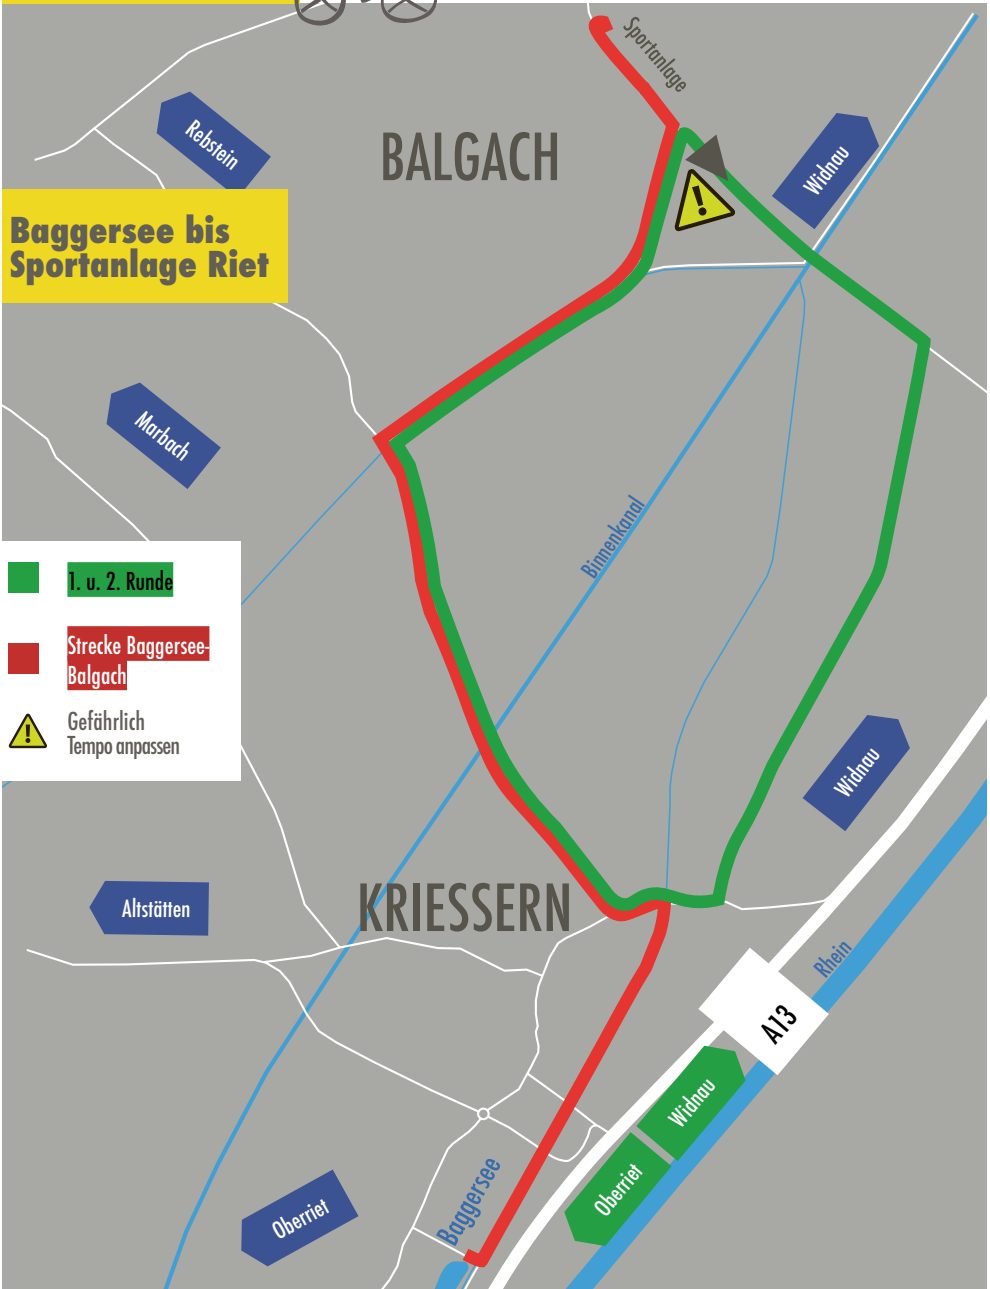 Sportanlage
Rebstein
BALGACH
Widnau
Baggersee bis
Sportanlage Riet
Marbach
Binnenkanal
1. u. 2. Runde
Strecke Baggersee-
Balgach
Gefährlich
Tempo anpassen
Widnau
Altstätten
KRIESSERN
Rhein
A13
Widnau
Oberriet
Baggersee
Oberriet